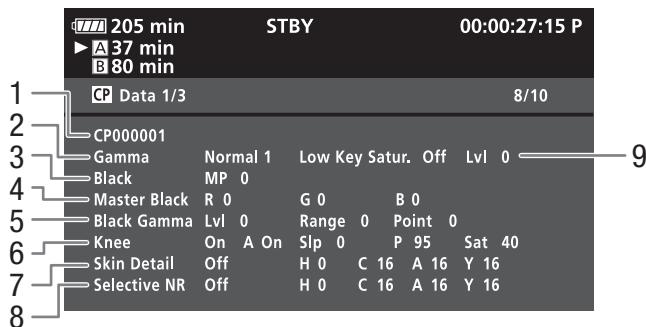 205 min STBY 00:00:27:15 P
A 37 min
B 80 min
CP Data 1/3 8/10
1 CP000001
2 Gamma Normal 1 Low Key Satur. Off Lvl 0 9
3 Black MP 0
4 Master Black R 0 G 0 B 0
5 Black Gamma Lvl 0 Range 0 Point 0
6 Knee On A On Slp 0 P 95 Sat 40
7 Skin Detail Off H 0 C 16 A 16 Y 16
8 Selective NR Off H 0 C 16 A 16 Y 16